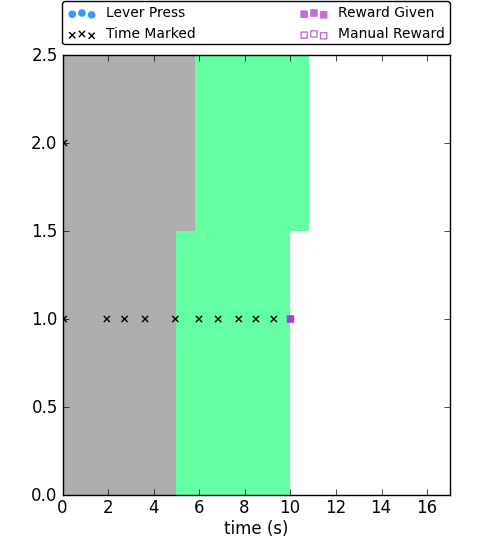 Lever Press
Reward Given
Time Marked
Manual Reward
2.5
2.0
1.5
1.0
0.5
0.0
0 2 4 6 8 10 12 14 16
time (s)